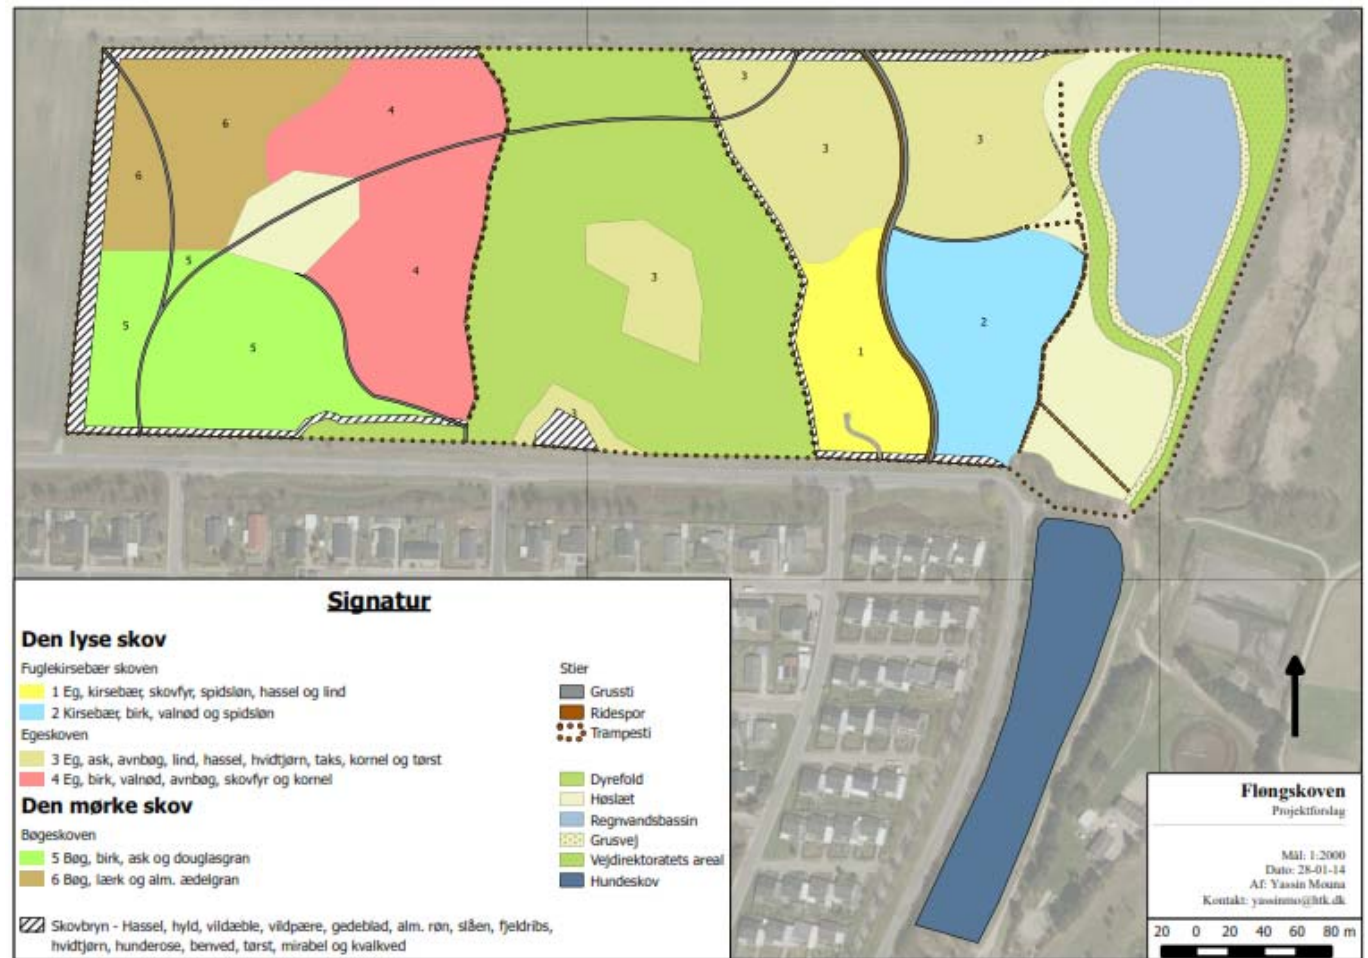 3
6
4
3
3
6
5
4
3
5
5
2
1
3
Signatur
Den lyse skov
Fuglekirsebær skoven
1 Eg, kirsebær, skovfyr, spidsløn, hassel og lind
2 Kirsebær, birk, valnød og spidsløn
Egeskoven
3 Eg, ask, avnbøg, lind, hassel, hvidtjørn, taks, kornel og tørst
4 Eg, birk, valnød, avnbøg, skovfyr og kornel
Den mørke skov
Bøgeskoven
5 Bøg, birk, ask og douglasgran
6 Bøg, lærk og alm. ædelgran
Skovbryn - Hassel, hyld, vildæble, vildpære, gedeblad, alm. røn, slåen, fjeldribs,
hvidtjørn, hunderose, benved, tørst, mirabel og kvalkved
Stier
Grussti
Ridespor
Trampesti
Dyrefold
Høslæt
Regnvandsbassin
Grusvej
Vejdirektoratets areal
Hundeskov
Fløngskoven
Projektforslag
Mål: 1:2000
Dato: 28-01-14
Af: Yassin Mouna
Kontakt: yassinmo@htk.dk
20 0 20 40 60 80 m